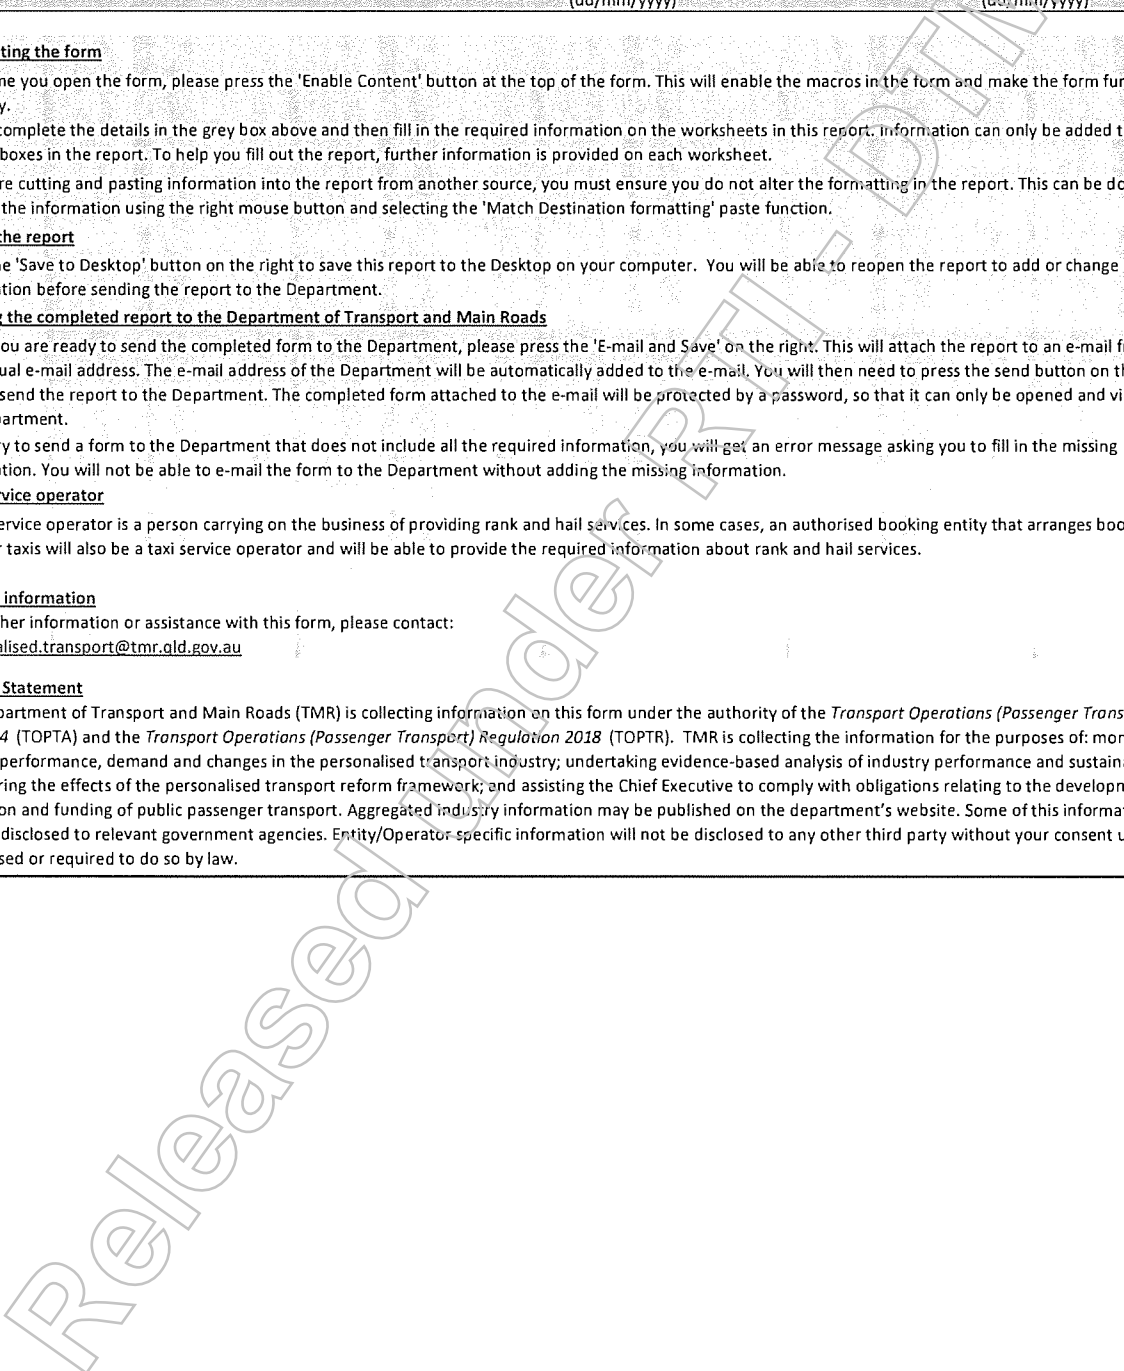 (dd/mm/yyyy) (dd/mm/yyyy)
ting the form
ne you open the form, please press the 'Enable Content' button at the top of the form. This will enable the macros in the form and make the form fur
y.
complete the details in the grey box above and then fill in the required information on the worksheets in this report. Information can only be added t
boxes in the report. To help you fill out the report, further information is provided on each worksheet.
re cutting and pasting information into the report from another source, you must ensure you do not alter the formatting in the report. This can be do
the information using the right mouse button and selecting the 'Match Destination formatting' paste function.
the report
e 'Save to Desktop' button on the right to save this report to the Desktop on your computer. You will be able to reopen the report to add or change
tion before sending the report to the Department.
g the completed report to the Department of Transport and Main Roads
ou are ready to send the completed form to the Department, please press the 'E-mail and Save' on the right. This will attach the report to an e-mail f
ual e-mail address. The e-mail address of the Department will be automatically added to the e-mail. You will then need to press the send button on th
send the report to the Department. The completed form attached to the e-mail will be protected by a password, so that it can only be opened and vi
partment.
y to send a form to the Department that does not include all the required information, you will get an error message asking you to fill in the missing
tion. You will not be able to e-mail the form to the Department without adding the missing information.
rvice operator
ervice operator is a person carrying on the business of providing rank and hail services. In some cases, an authorised booking entity that arranges boo
r taxis will also be a taxi service operator and will be able to provide the required information about rank and hail services.
information
her information or assistance with this form, please contact:
alised.transport@tmr.qld.gov.au
Statement
partment of Transport and Main Roads (TMR) is collecting information on this form under the authority of the Transport Operations (Passenger Trans
4 (TOPTA) and the Transport Operations (Passenger Transport) Regulation 2018 (TOPTR). TMR is collecting the information for the purposes of: mon
performance, demand and changes in the personalised transport industry; undertaking evidence-based analysis of industry performance and sustain
ring the effects of the personalised transport reform framework; and assisting the Chief Executive to comply with obligations relating to the developn
on and funding of public passenger transport. Aggregated industry information may be published on the department's website. Some of this informat
disclosed to relevant government agencies. Entity/Operator specific information will not be disclosed to any other third party without your consent u
sed or required to do so by law.
Released under RTI - DTM